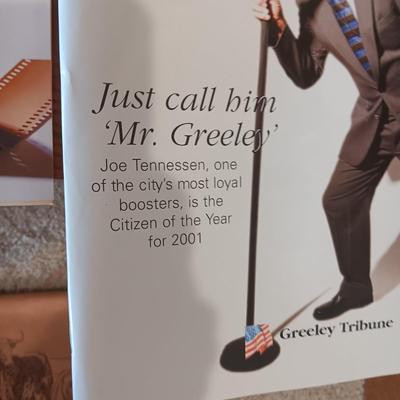 Just call him
'Mr. Greeley'
Joe Tennessen, one
of the city's most loyal
boosters, is the
Citizen of the Year
for 2001
Greeley Tribune